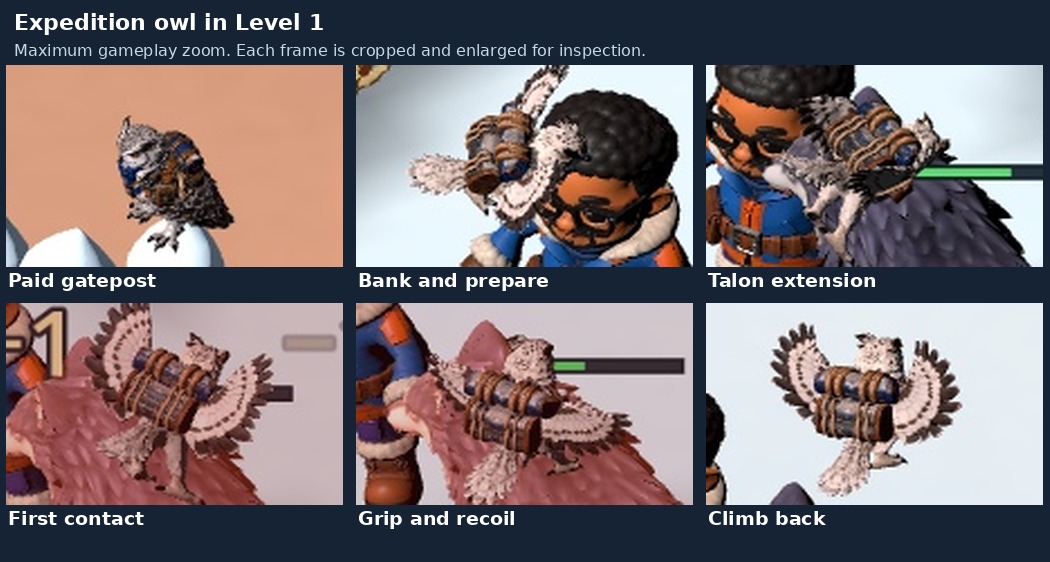 Expedition owl in Level 1
Maximum gameplay zoom. Each frame is cropped and enlarged for inspection.
Paid gatepost
Bank and prepare
Talon extension
-1
First contact
Grip and recoil
Climb back